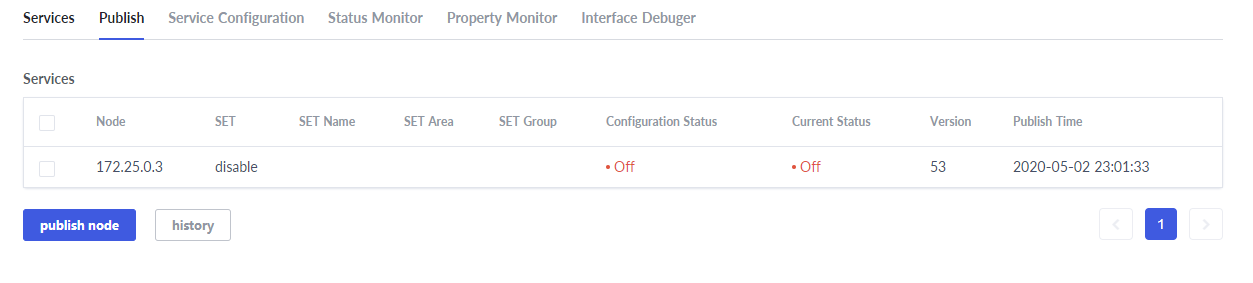 Services Publish Service Configuration Status Monitor Property Monitor Interface Debuger
Services
Node SET SET Name SET Area SET Group Configuration Status Current Status Version Publish Time
172.25.0.3 disable Off Off 53 2020-05-02 23:01:33
publish node history 1